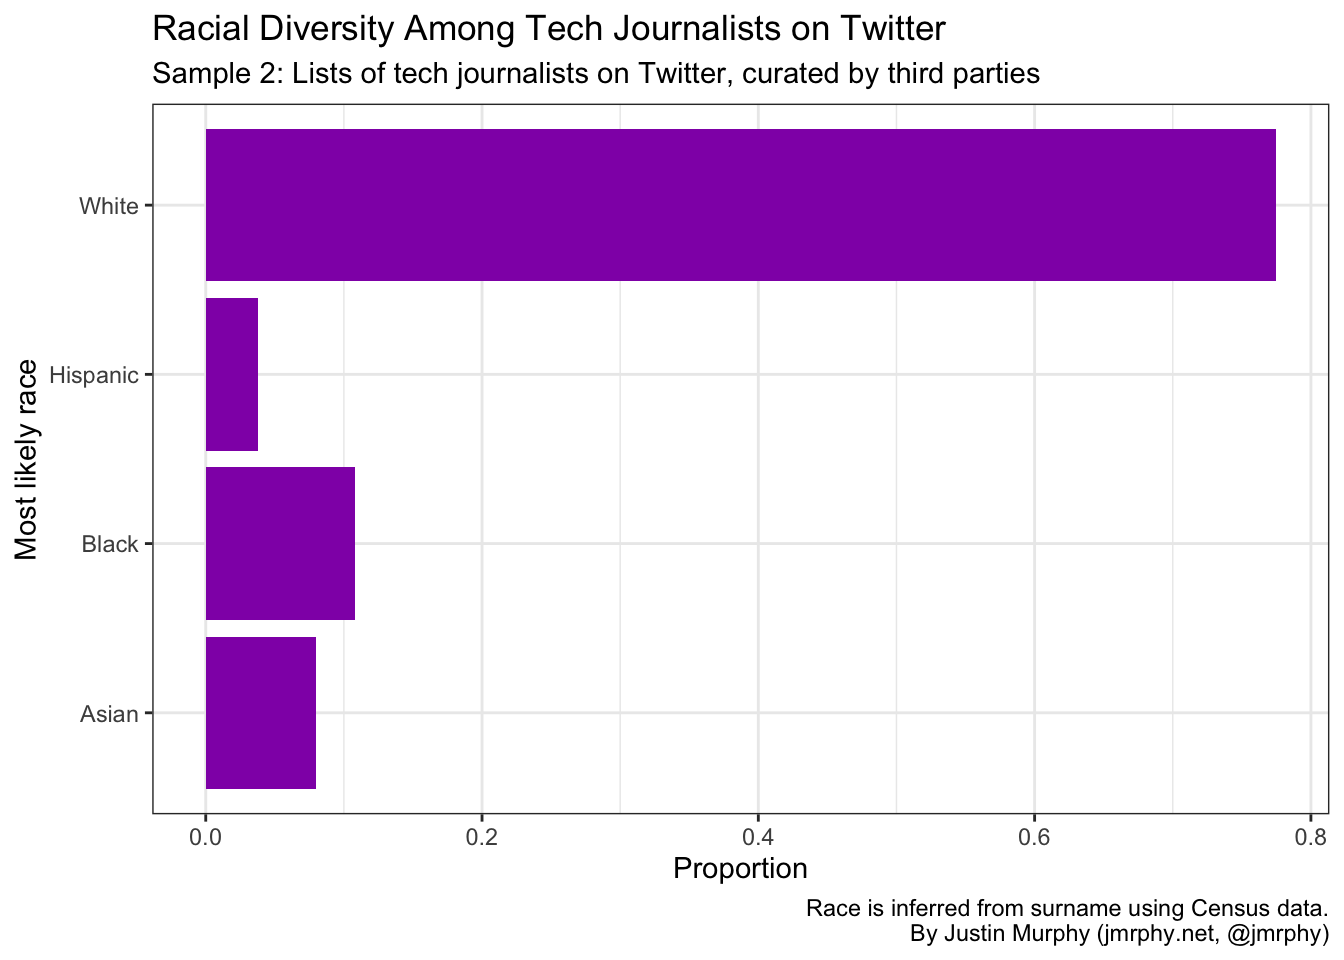 Racial Diversity Among Tech Journalists on Twitter
Sample 2: Lists of tech journalists on Twitter, curated by third parties
Most likely race
White
Hispanic
Black
Asian
0.0 0.2 0.4 0.6 0.8
Proportion
Race is inferred from surname using Census data.
By Justin Murphy (jmrphy.net, @jmrphy)